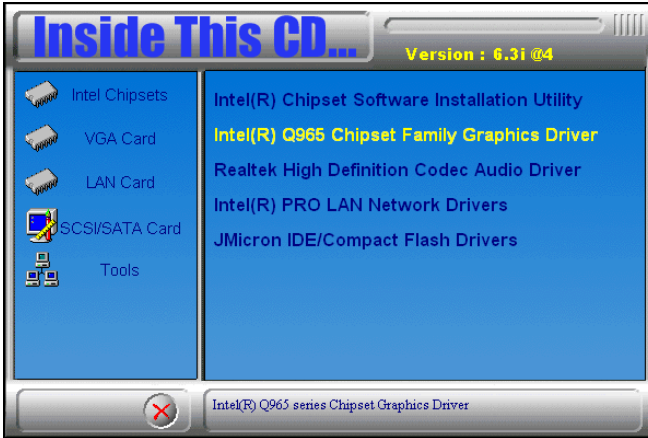 Inside This CD...
Version : 6.3i @4
Intel Chipsets
VGA Card
LAN Card
SCSI/SATA Card
Tools
Intel(R) Chipset Software Installation Utility
Intel(R) Q965 Chipset Family Graphics Driver
Realtek High Definition Codec Audio Driver
Intel(R) PRO LAN Network Drivers
JMicron IDE/Compact Flash Drivers
Intel(R) Q965 series Chipset Graphics Driver